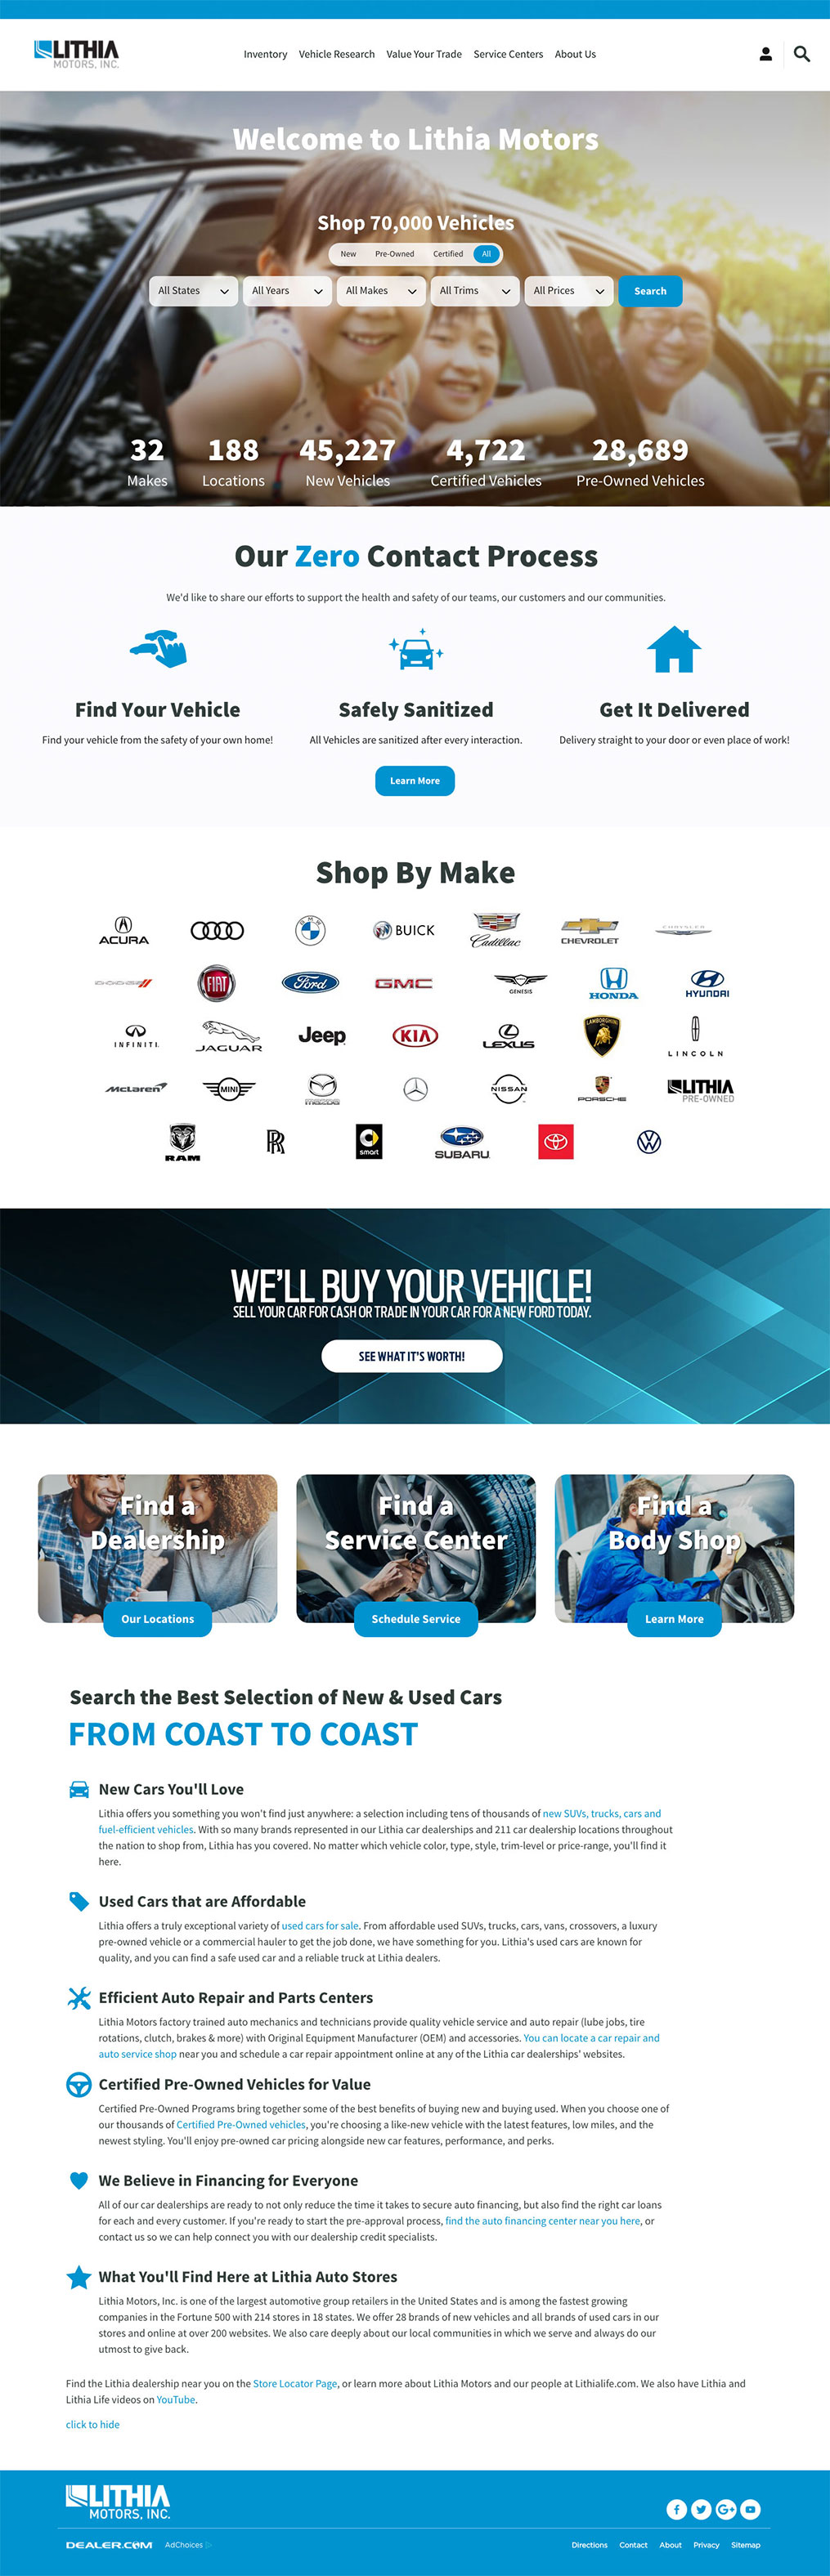 LITHIA
MOTORS, INC.
Inventory Vehicle Research Value Your Trade Service Centers About Us
Welcome to Lithia Motors
Shop 70,000 Vehicles
New Pre-Owned Certified All
All States All Years All Makes All Trims All Prices Search
32 188 45,227 4,722 28,689
Makes Locations New Vehicles Certified Vehicles Pre-Owned Vehicles
Our Zero Contact Process
We'd like to share our efforts to support the health and safety of our teams, our customers and our communities.
Find Your Vehicle Safely Sanitized Get It Delivered
Find your vehicle from the safety of your own home! All Vehicles are sanitized after every interaction. Delivery straight to your door or even place of work!
Learn More
Shop By Make
BMW
BUICK
ACURA Cadillac CHEVROLET CHRYSLER
DODGE FIAT Ford GMC GENESIS HONDA HYUNDAI
INFINITI JAGUAR Jeep KIA LEXUS LAMBORGHINI LINCOLN
McLaren MINI mazda NISSAN PORSCHE LITHIA
PRE-OWNED
RAM RR smart SUBARU
WE'LL BUY YOUR VEHICLE!
SELL YOUR CAR FOR CASH OR TRADE IN YOUR CAR FOR A NEW FORD TODAY.
SEE WHAT IT'S WORTH!
Find a
Dealership
Our Locations
Find a
Service Center
Schedule Service
Find a
Body Shop
Learn More
Search the Best Selection of New & Used Cars
FROM COAST TO COAST
New Cars You'll Love
Lithia offers you something you won't find just anywhere: a selection including tens of thousands of new SUVs, trucks, cars and
fuel-efficient vehicles. With so many brands represented in our Lithia car dealerships and 211 car dealership locations throughout
the nation to shop from, Lithia has you covered. No matter which vehicle color, type, style, trim-level or price-range, you'll find it
here.
Used Cars that are Affordable
Lithia offers a truly exceptional variety of used cars for sale. From affordable used SUVs, trucks, cars, vans, crossovers, a luxury
pre-owned vehicle or a commercial hauler to get the job done, we have something for you. Lithia's used cars are known for
quality, and you can find a safe used car and a reliable truck at Lithia dealers.
Efficient Auto Repair and Parts Centers
Lithia Motors factory trained auto mechanics and technicians provide quality vehicle service and auto repair (lube jobs, tire
rotations, clutch, brakes & more) with Original Equipment Manufacturer (OEM) and accessories. You can locate a car repair and
auto service shop near you and schedule a car repair appointment online at any of the Lithia car dealerships' websites.
Certified Pre-Owned Vehicles for Value
Certified Pre-Owned Programs bring together some of the best benefits of buying new and buying used. When you choose one of
our thousands of Certified Pre-Owned vehicles, you're choosing a like-new vehicle with the latest features, low miles, and the
newest styling. You'll enjoy pre-owned car pricing alongside new car features, performance, and perks.
We Believe in Financing for Everyone
All of our car dealerships are ready to not only reduce the time it takes to secure auto financing, but also find the right car loans
for each and every customer. If you're ready to start the pre-approval process, find the auto financing center near you here, or
contact us so we can help connect you with our dealership credit specialists.
What You'll Find Here at Lithia Auto Stores
Lithia Motors, Inc. is one of the largest automotive group retailers in the United States and is among the fastest growing
companies in the Fortune 500 with 214 stores in 18 states. We offer 28 brands of new vehicles and all brands of used cars in our
stores and online at over 200 websites. We also care deeply about our local communities in which we serve and always do our
utmost to give back.
Find the Lithia dealership near you on the Store Locator Page, or learn more about Lithia Motors and our people at Lithialife.com. We also have Lithia and
Lithia Life videos on YouTube.
click to hide
LITHIA
MOTORS, INC.
f G+
DEALER.COM AdChoices Directions Contact About Privacy Sitemap